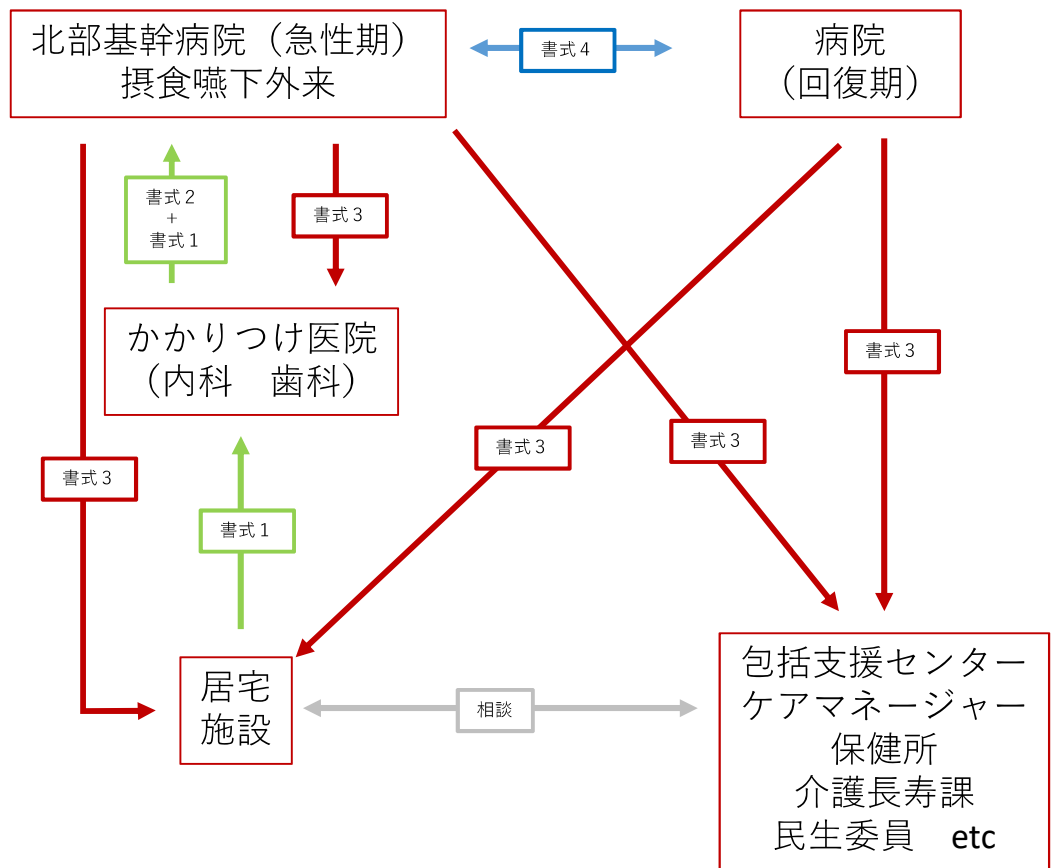 北部基幹病院（急性期）
摂食嚥下外来
書式４
病院
（回復期）
書式２
+
書式１
書式３
かかりつけ医院
（内科　歯科）
書式３
書式３
書式３
書式３
書式１
居宅
施設
相談
包括支援センター
ケアマネージャー
保健所
介護長寿課
民生委員　etc